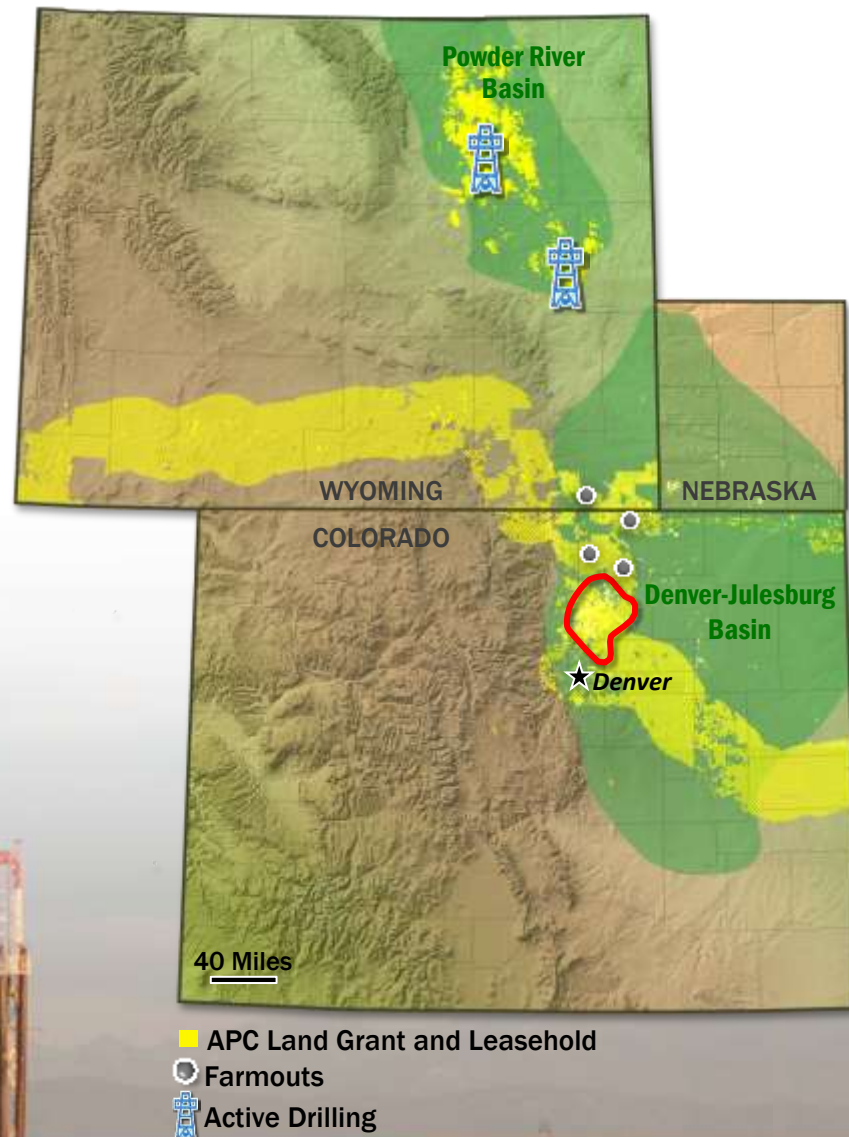 Powder River
Basin
WYOMING
NEBRASKA
COLORADO
Denver-Julesburg
Basin
Denver
40 Miles
APC Land Grant and Leasehold
Farmouts
Active Drilling